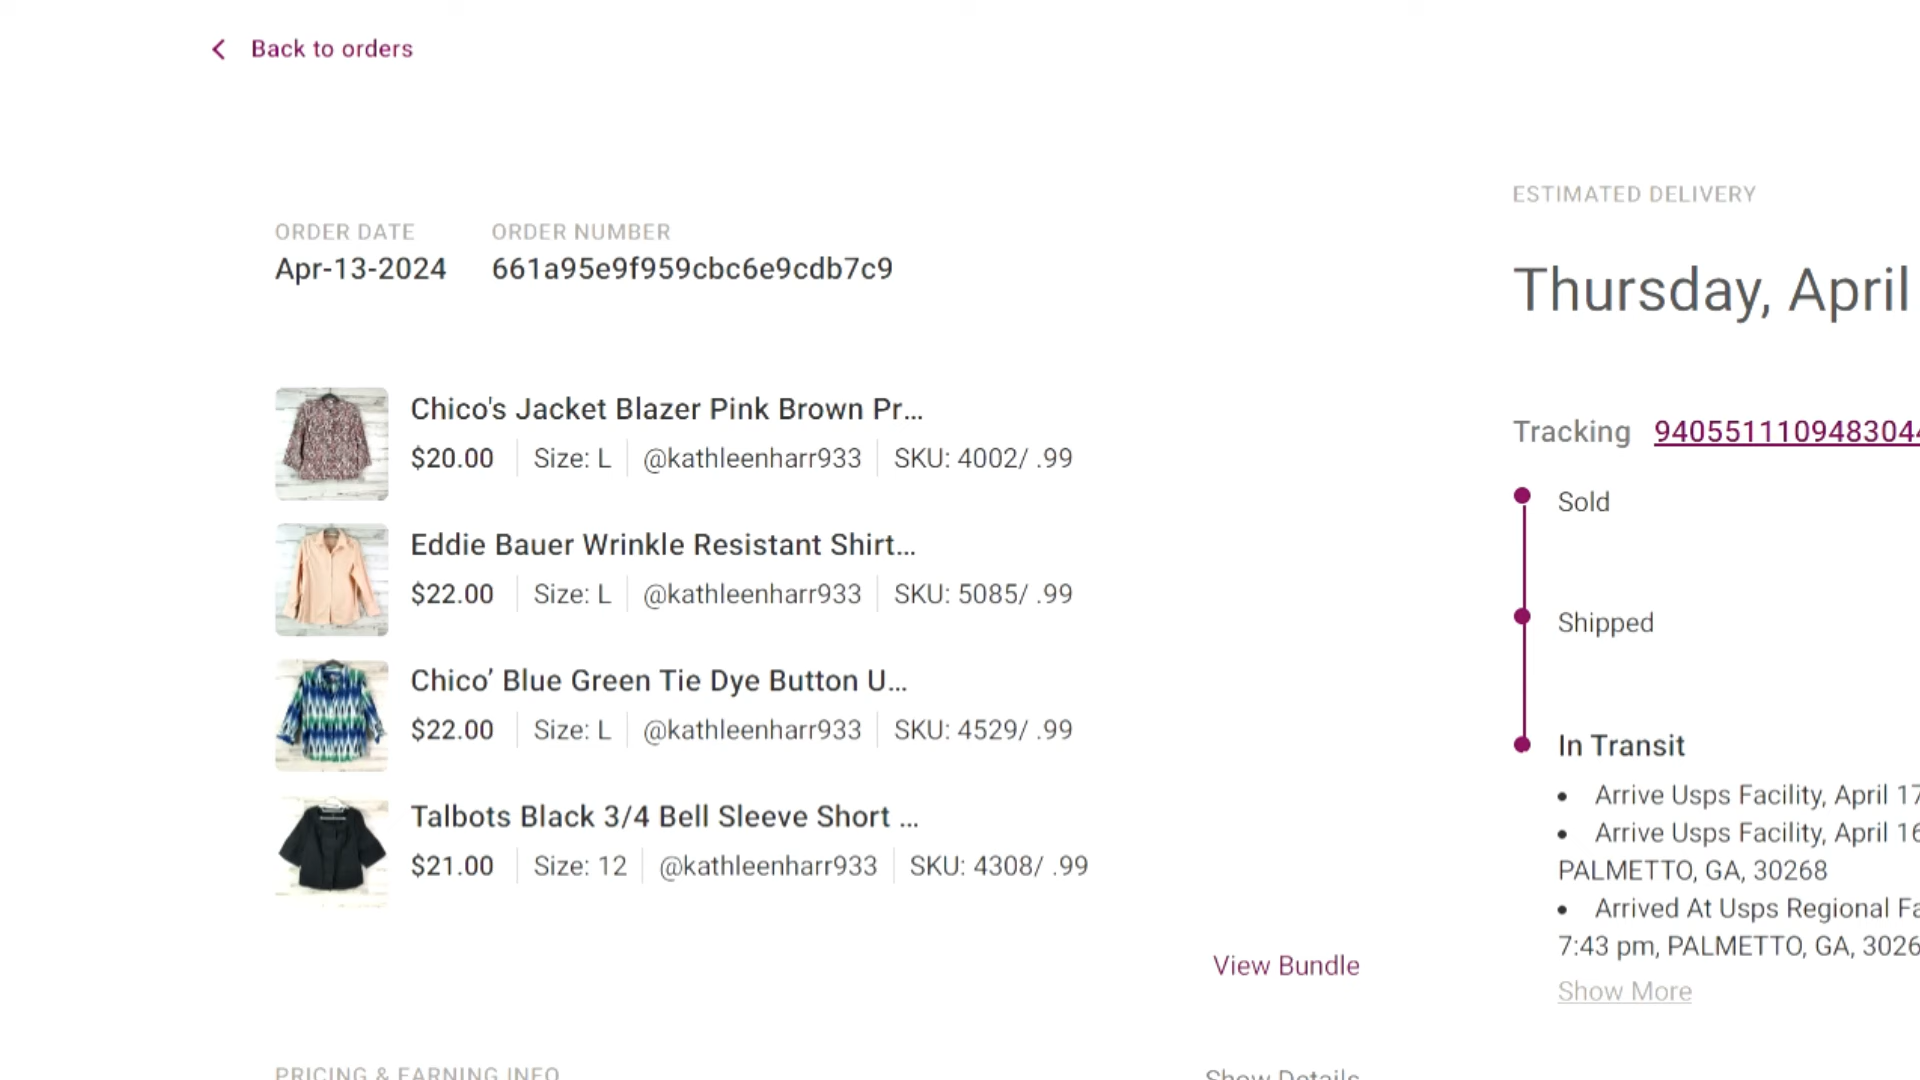 Back to orders
ORDER DATE
ORDER NUMBER
Apr-13-2024
661a95e9f959cbc6e9cdb7c9
Chico's Jacket Blazer Pink Brown Pr...
$20.00 Size: L @kathleenharr933 SKU: 4002/ .99
Eddie Bauer Wrinkle Resistant Shirt...
$22.00 Size: L @kathleenharr933 SKU: 5085/ .99
Chico’ Blue Green Tie Dye Button U...
$22.00 Size: L @kathleenharr933 SKU: 4529/ .99
Talbots Black 3/4 Bell Sleeve Short ...
$21.00 Size: 12 @kathleenharr933 SKU: 4308/ .99
View Bundle
PRICING & EARNING INFO
Show Details
ESTIMATED DELIVERY
Thursday, April
Tracking 940551110948304
Sold
Shipped
In Transit
• Arrive Usps Facility, April 17
• Arrive Usps Facility, April 16
PALMETTO, GA, 30268
• Arrived At Usps Regional Fa
7:43 pm, PALMETTO, GA, 3026
Show More